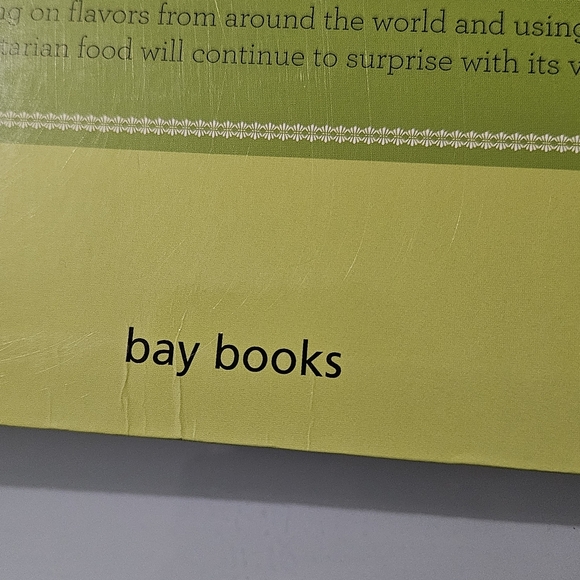 on flavors from around the world and using
food will continue to surprise with its
bay books